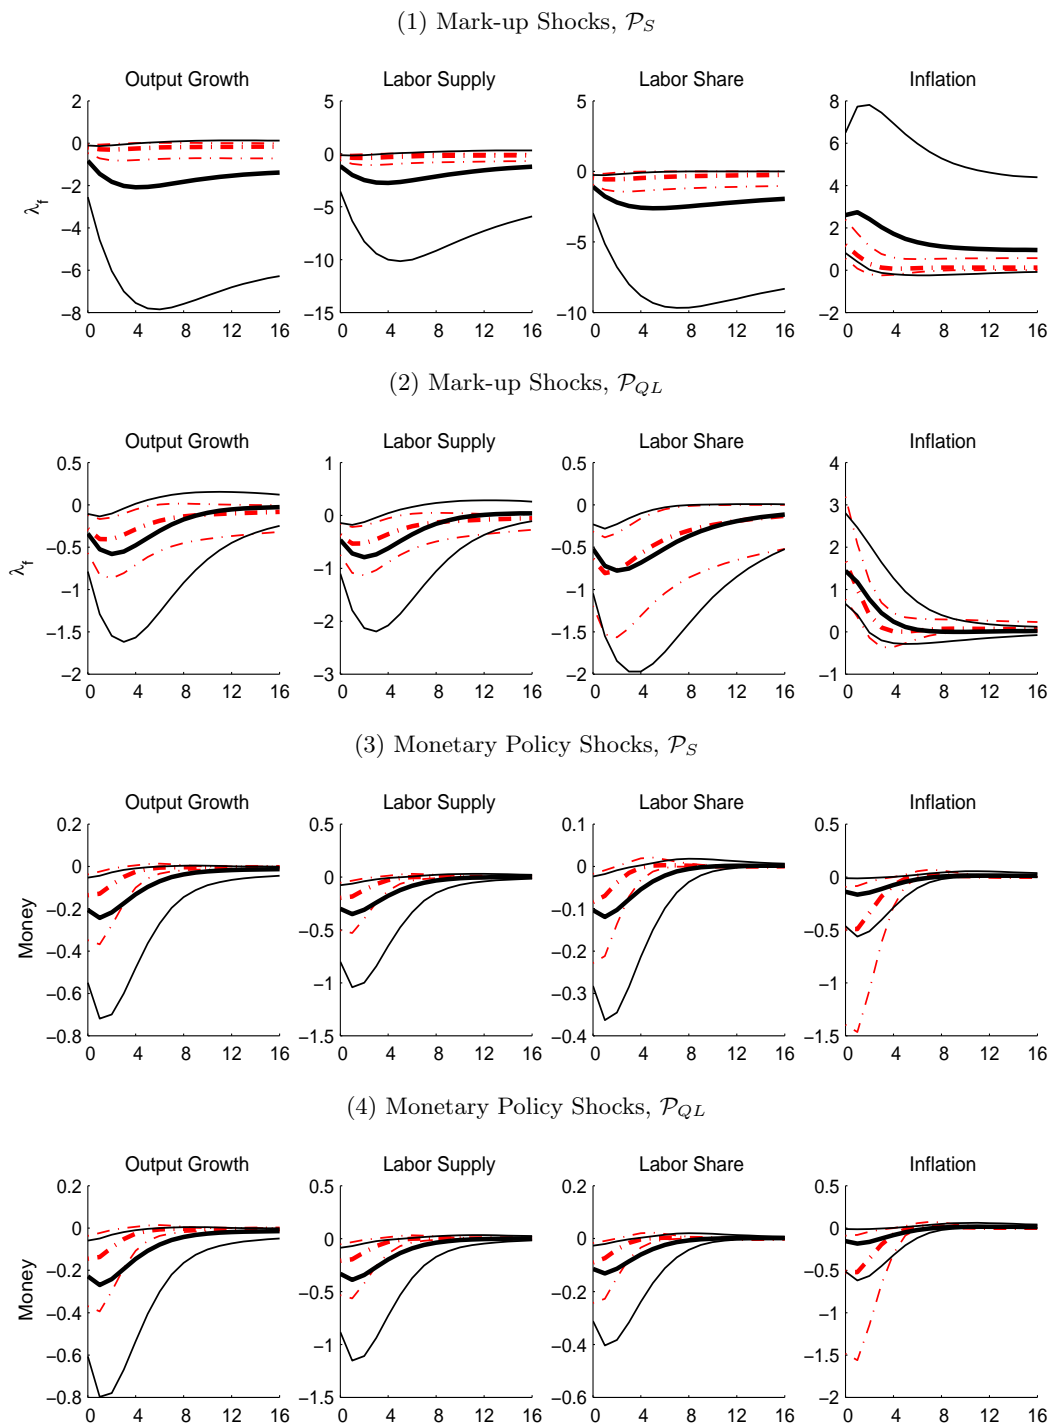 (1) Mark-up Shocks, P_S
Output Growth Labor Supply Labor Share Inflation
λ_f
2 0 −2 −4 −6 −8
5 0 −5 −10 −15
5 0 −5 −10
8 6 4 2 0 −2
0 4 8 12 16 0 4 8 12 16 0 4 8 12 16 0 4 8 12 16
(2) Mark-up Shocks, P_QL
Output Growth Labor Supply Labor Share Inflation
λ_f
0.5 0 −0.5 −1 −1.5 −2
1 0 −1 −2 −3
0.5 0 −0.5 −1 −1.5 −2
4 3 2 1 0 −1
0 4 8 12 16 0 4 8 12 16 0 4 8 12 16 0 4 8 12 16
(3) Monetary Policy Shocks, P_S
Output Growth Labor Supply Labor Share Inflation
Money
0.2 0 −0.2 −0.4 −0.6 −0.8
0.5 0 −0.5 −1 −1.5
0.1 0 −0.1 −0.2 −0.3 −0.4
0.5 0 −0.5 −1 −1.5
0 4 8 12 16 0 4 8 12 16 0 4 8 12 16 0 4 8 12 16
(4) Monetary Policy Shocks, P_QL
Output Growth Labor Supply Labor Share Inflation
Money
0.2 0 −0.2 −0.4 −0.6 −0.8
0.5 0 −0.5 −1 −1.5
0.2 0 −0.2 −0.4 −0.6
0.5 0 −0.5 −1 −1.5 −2
0 4 8 12 16 0 4 8 12 16 0 4 8 12 16 0 4 8 12 16